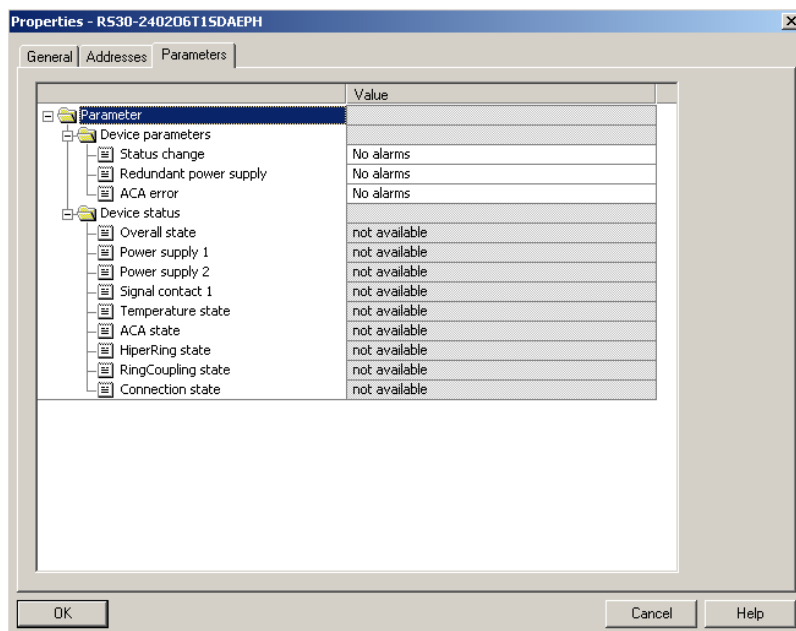 Properties - RS30-2402O6T1SDAEPH
General Addresses Parameters
Value
Parameter
Device parameters
Status change No alarms
Redundant power supply No alarms
ACA error No alarms
Device status
Overall state not available
Power supply 1 not available
Power supply 2 not available
Signal contact 1 not available
Temperature state not available
ACA state not available
HiperRing state not available
RingCoupling state not available
Connection state not available
OK Cancel Help